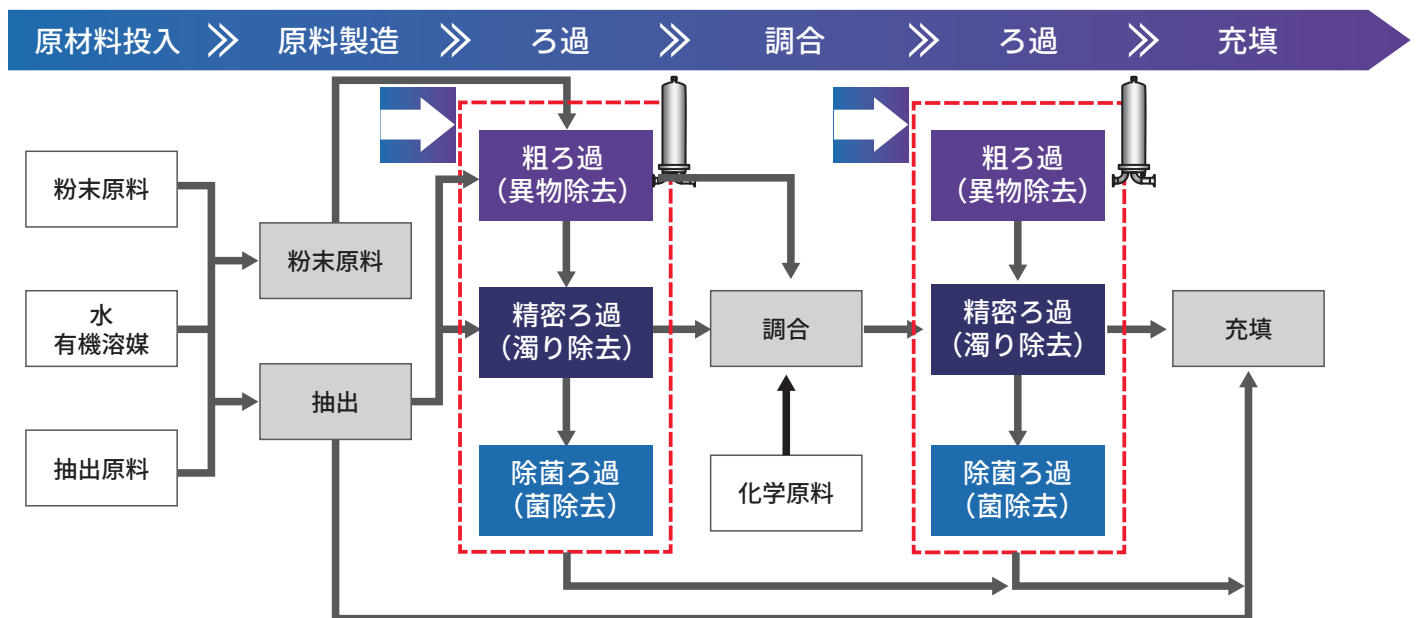 原材料投入
原料製造
ろ過
調合
ろ過
充填
粉末原料
水
有機溶媒
抽出原料
粉末原料
抽出
粗ろ過
（異物除去）
精密ろ過
（濁り除去）
除菌ろ過
（菌除去）
調合
化学原料
粗ろ過
（異物除去）
精密ろ過
（濁り除去）
除菌ろ過
（菌除去）
充填